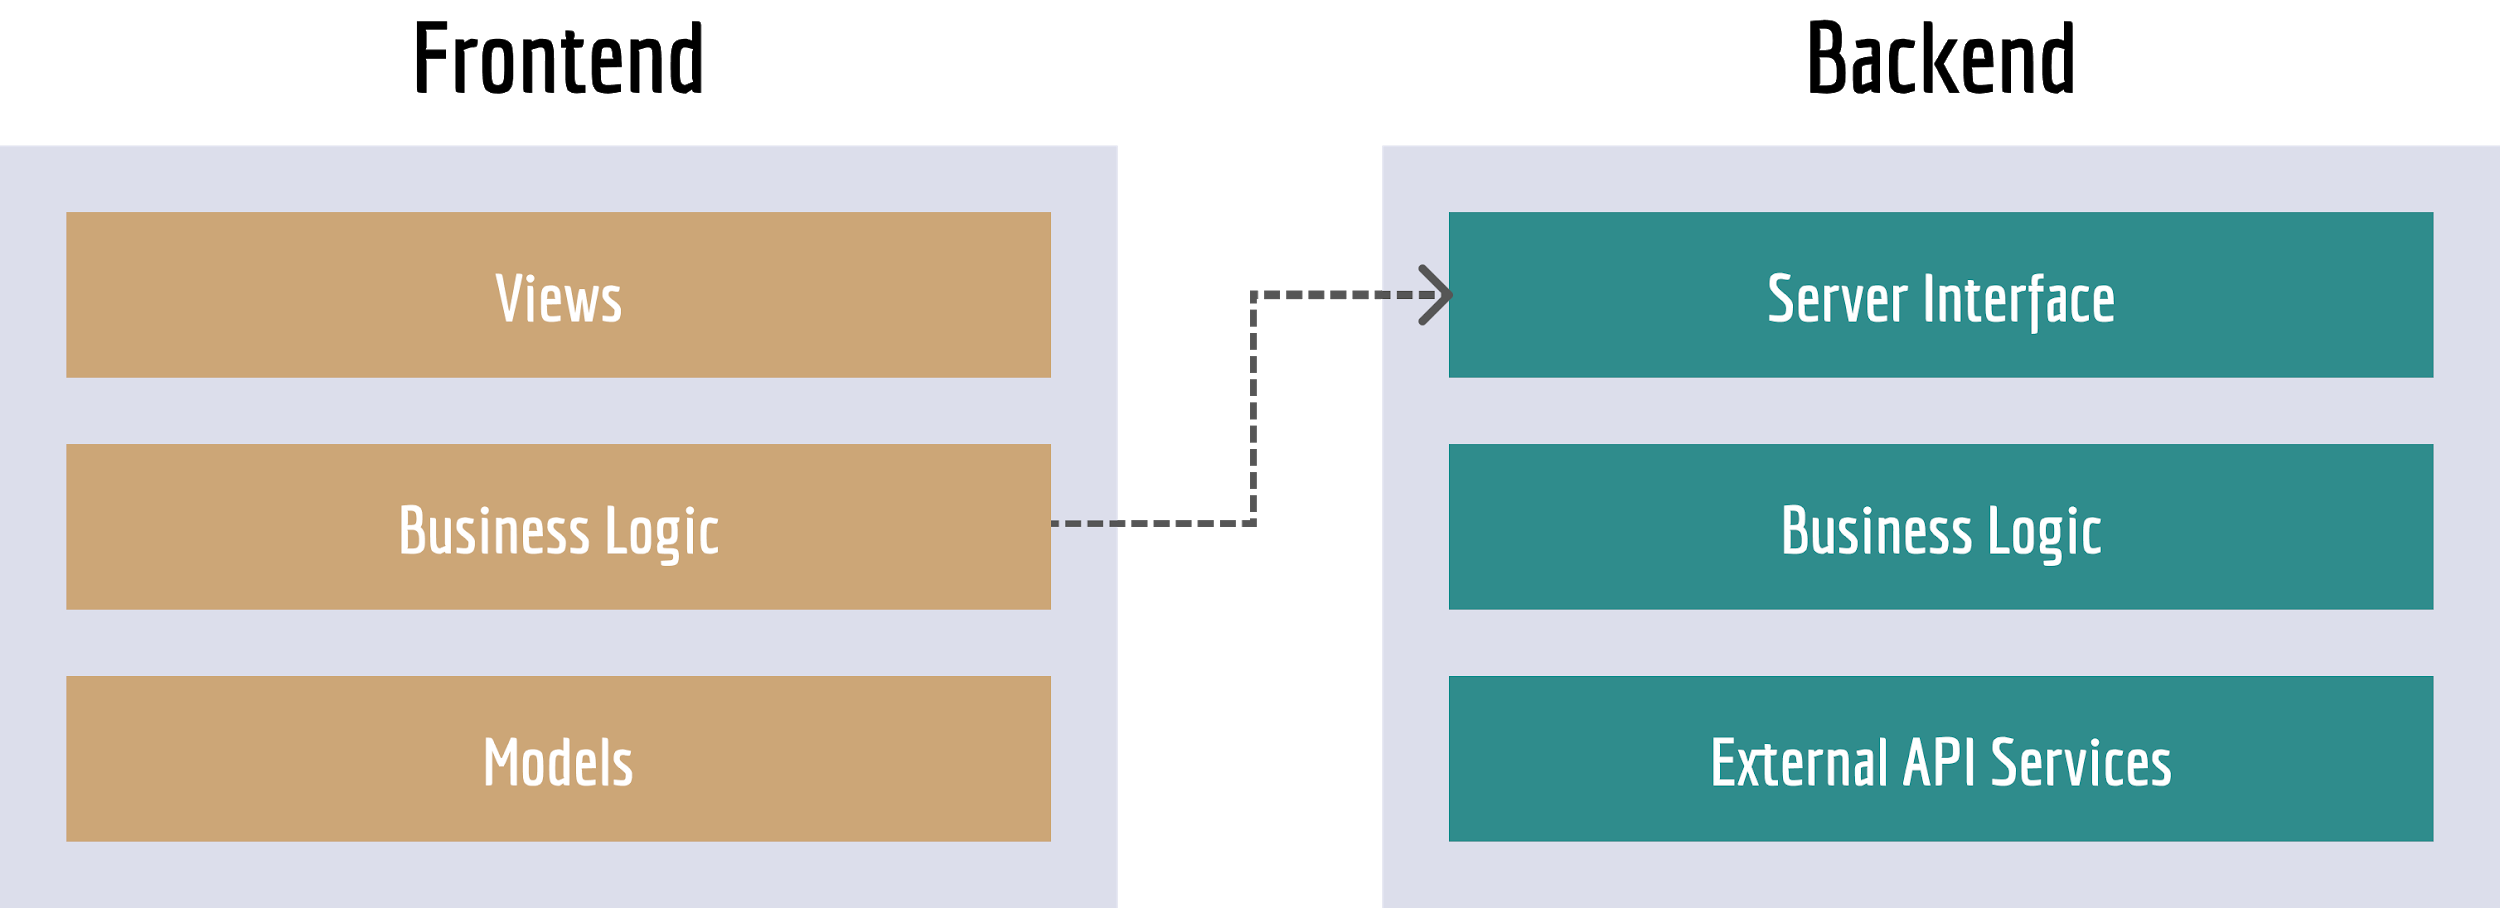 Frontend
Backend
Views
Business Logic
Models
Server Interface
Business Logic
External API Services